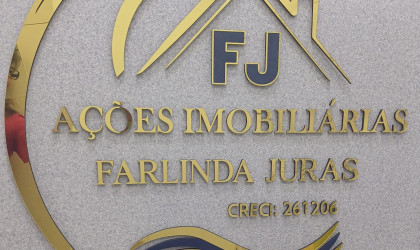 FJ
AÇÕES IMOBILIÁRIAS
FARLINDA JURAS
CRECI: 261206